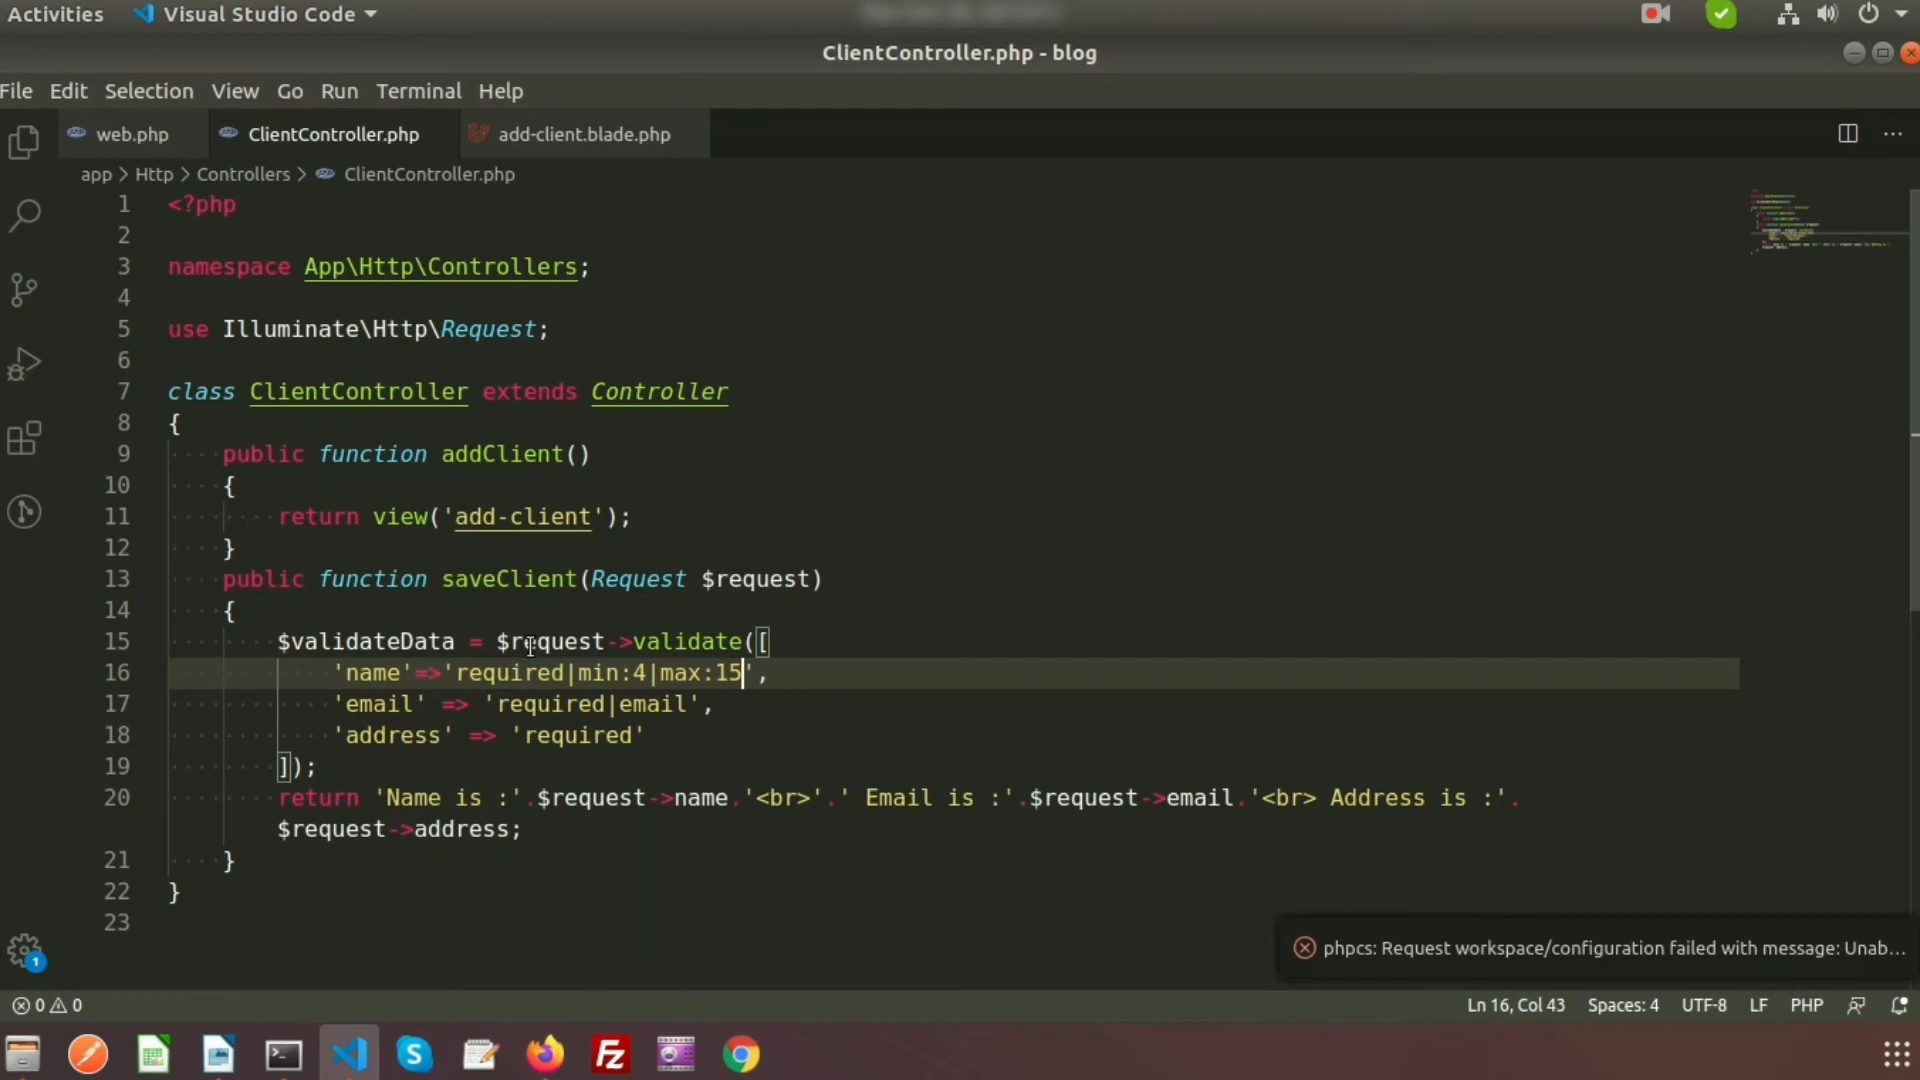 Activities
Visual Studio Code
ClientController.php - blog
File Edit Selection View Go Run Terminal Help
web.php
ClientController.php
add-client.blade.php
app > Http > Controllers > ClientController.php
1 <?php
2
3 namespace App\Http\Controllers;
4
5 use Illuminate\Http\Request;
6
7 class ClientController extends Controller
8 {
9 public function addClient()
10 {
11 return view('add-client');
12 }
13 public function saveClient(Request $request)
14 {
15 $validateData = $request->validate([
16 'name'=>'required|min:4|max:15',
17 'email' => 'required|email',
18 'address' => 'required'
19 ]);
20 return 'Name is :'.$request->name.'<br>'.' Email is :'.$request->email.'<br> Address is :'.
$request->address;
21 }
22 }
23
phpcs: Request workspace/configuration failed with message: Unab...
1
0 0
Ln 16, Col 43 Spaces: 4 UTF-8 LF PHP